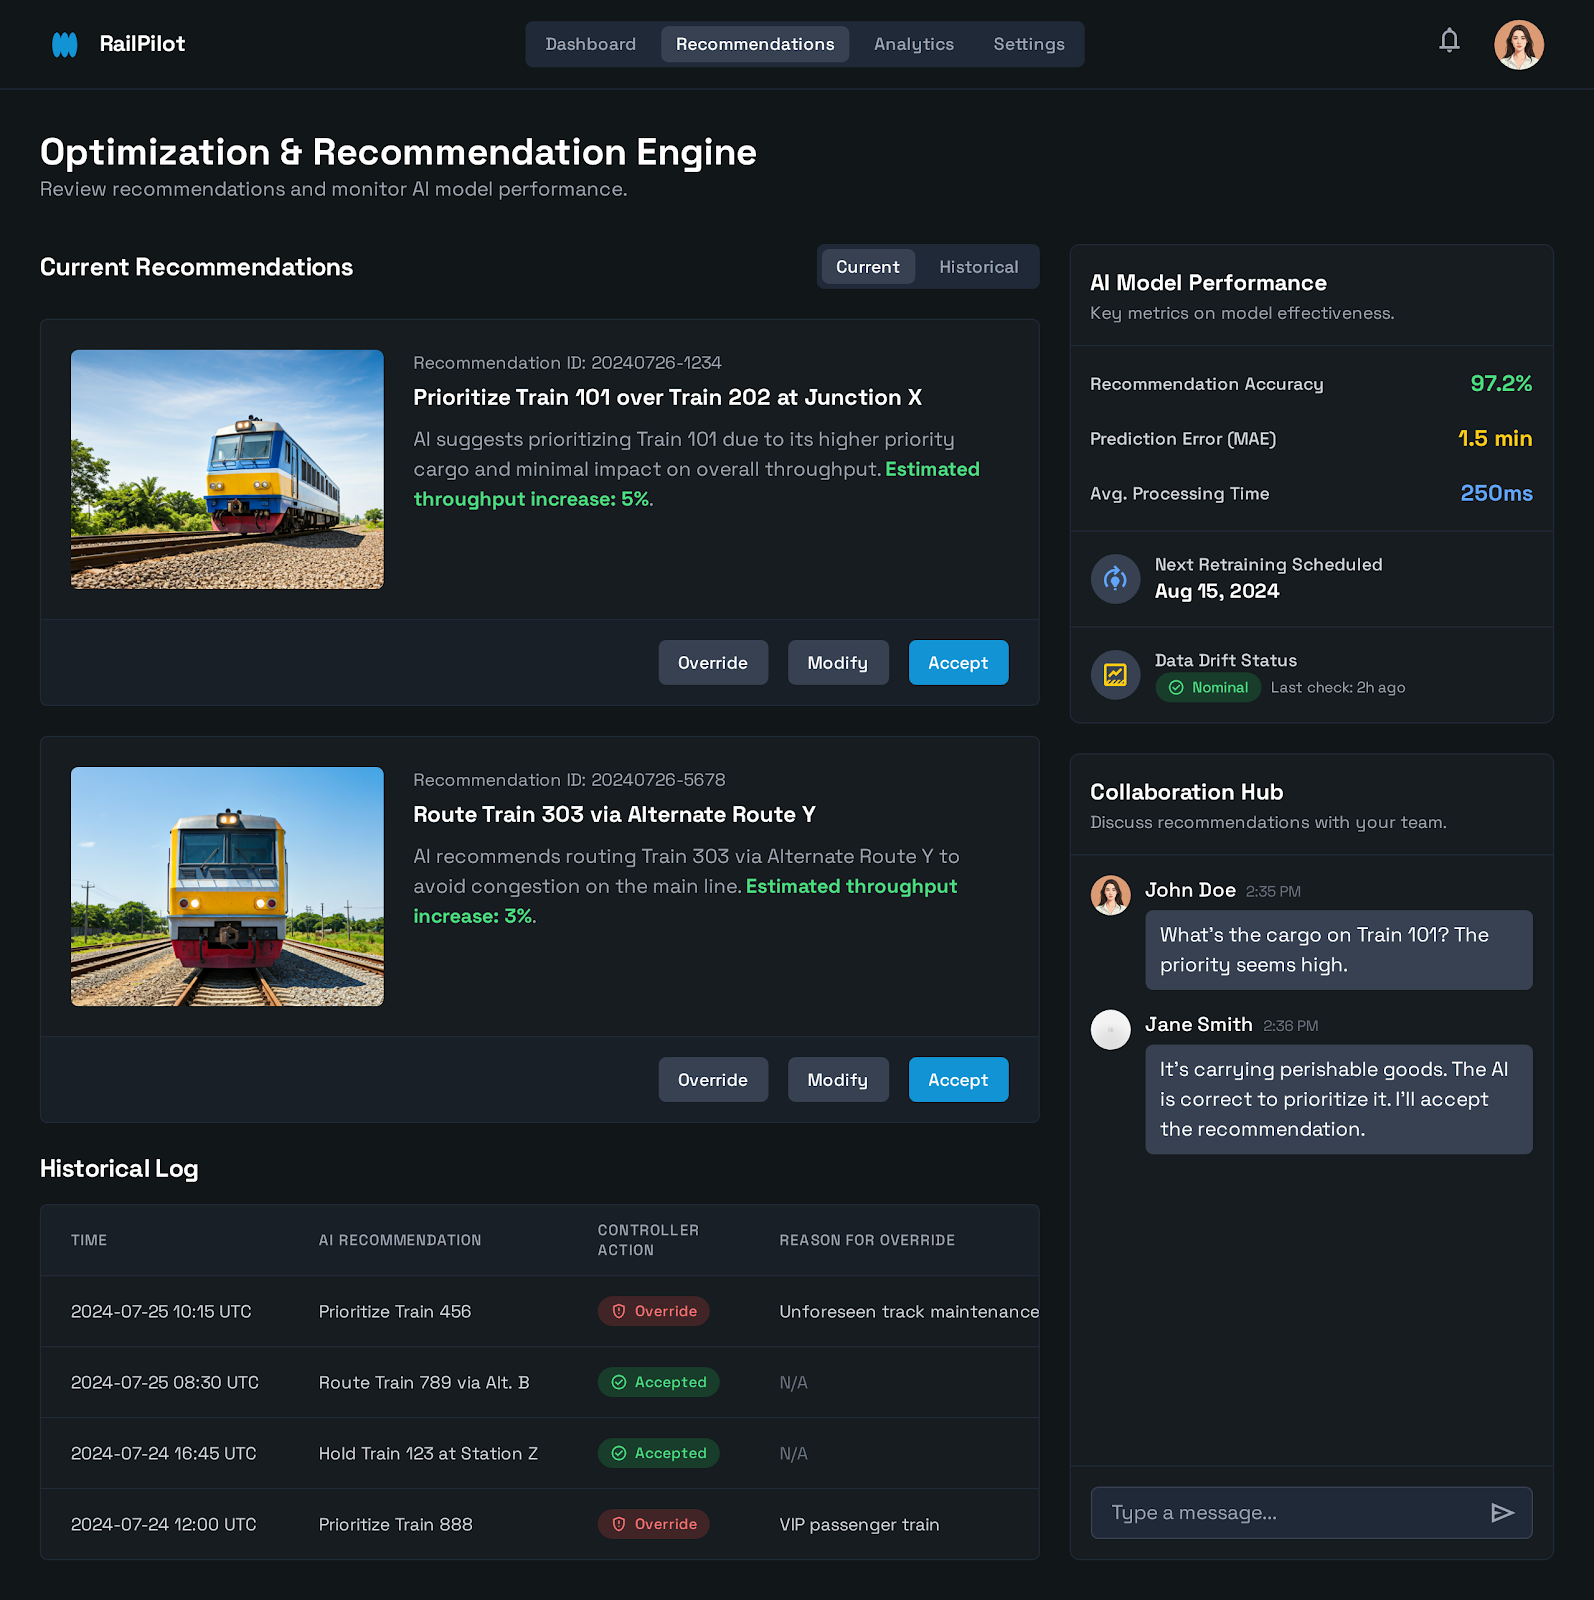 RailPilot
Dashboard
Recommendations
Analytics
Settings
Optimization & Recommendation Engine
Review recommendations and monitor AI model performance.
Current Recommendations
Current
Historical
Recommendation ID: 20240726-1234
Prioritize Train 101 over Train 202 at Junction X
AI suggests prioritizing Train 101 due to its higher priority
cargo and minimal impact on overall throughput. Estimated
throughput increase: 5%.
Override
Modify
Accept
Recommendation ID: 20240726-5678
Route Train 303 via Alternate Route Y
AI recommends routing Train 303 via Alternate Route Y to
avoid congestion on the main line. Estimated throughput
increase: 3%.
Override
Modify
Accept
Historical Log
TIME
AI RECOMMENDATION
CONTROLLER
ACTION
REASON FOR OVERRIDE
2024-07-25 10:15 UTC
Prioritize Train 456
Override
Unforeseen track maintenance
2024-07-25 08:30 UTC
Route Train 789 via Alt. B
Accepted
N/A
2024-07-24 16:45 UTC
Hold Train 123 at Station Z
Accepted
N/A
2024-07-24 12:00 UTC
Prioritize Train 888
Override
VIP passenger train
AI Model Performance
Key metrics on model effectiveness.
Recommendation Accuracy
97.2%
Prediction Error (MAE)
1.5 min
Avg. Processing Time
250ms
Next Retraining Scheduled
Aug 15, 2024
Data Drift Status
Nominal
Last check: 2h ago
Collaboration Hub
Discuss recommendations with your team.
John Doe 2:35 PM
What's the cargo on Train 101? The
priority seems high.
Jane Smith 2:36 PM
It's carrying perishable goods. The AI
is correct to prioritize it. I'll accept
the recommendation.
Type a message...